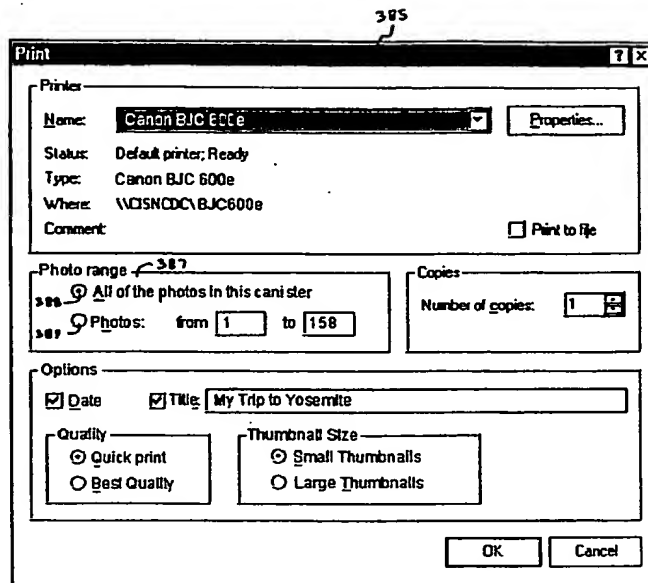 385
Print
Printer
Name: Canon BJC 600e Properties...
Status: Default printer; Ready
Type: Canon BJC 600e
Where: \\CISNCDC\BJC600e
Comment: Print to file
Photo range 387
388 All of the photos in this canister
389 Photos: from 1 to 158
Copies
Number of copies: 1
Options
Date Title: My Trip to Yosemite
Quality
Quick print
Best Quality
Thumbnail Size
Small Thumbnails
Large Thumbnails
OK Cancel